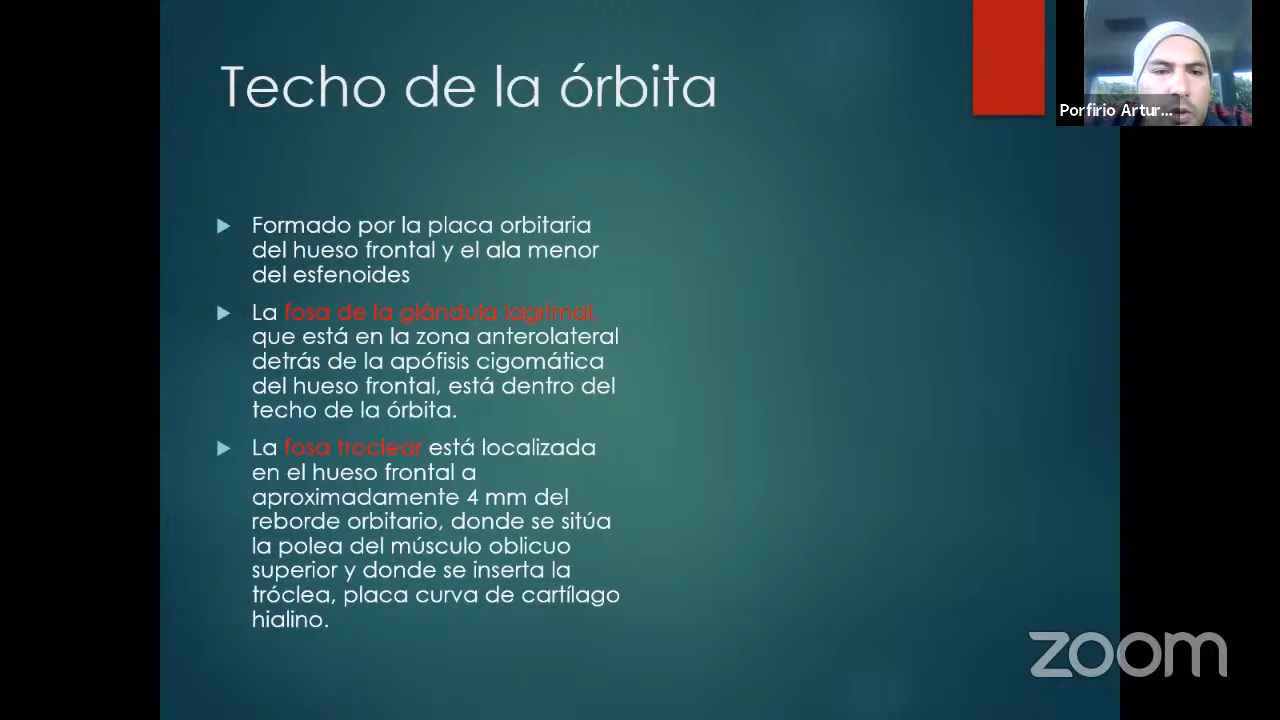 Techo de la órbita
Porfirio Artur...
Formado por la placa orbitaria
del hueso frontal y el ala menor
del esfenoides
La fosa de la glándula lagrimal,
que está en la zona anterolateral
detrás de la apófisis cigomática
del hueso frontal, está dentro del
techo de la órbita.
La fosa troclear está localizada
en el hueso frontal a
aproximadamente 4 mm del
reborde orbitario, donde se sitúa
la polea del músculo oblicuo
superior y donde se inserta la
tróclea, placa curva de cartílago
hialino.
zoom